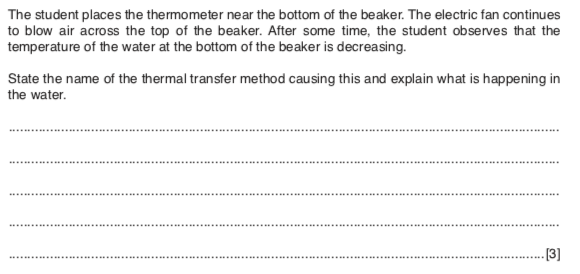 The student places the thermometer near the bottom of the beaker. The electric fan continues
to blow air across the top of the beaker. After some time, the student observes that the
temperature of the water at the bottom of the beaker is decreasing.
State the name of the thermal transfer method causing this and explain what is happening in
the water.
[3]